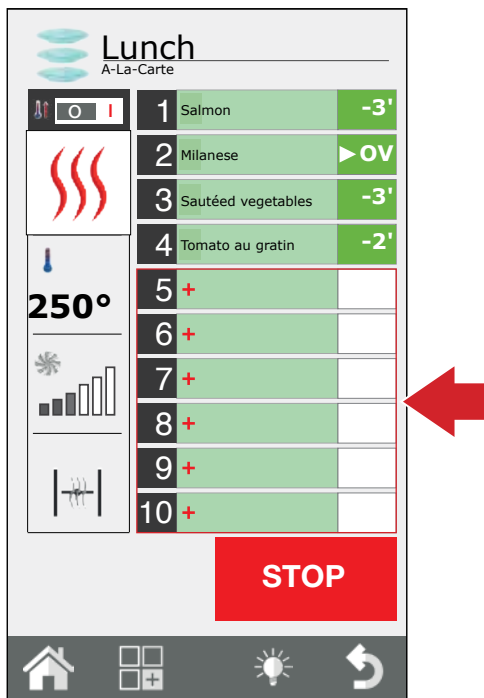 Lunch
A-La-Carte
O I
1 Salmon -3'
2 Milanese ►OV
3 Sautéed vegetables -3'
4 Tomato au gratin -2'
250°
5 +
6 +
7 +
8 +
9 +
10 +
STOP